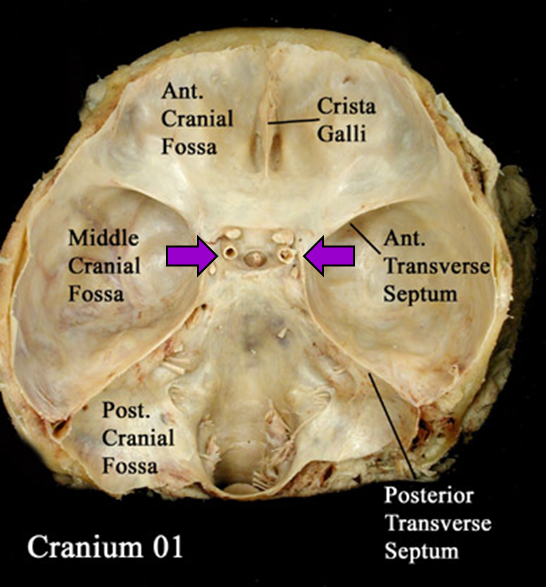 Ant.
Cranial
Fossa
Crista
Galli
Middle
Cranial
Fossa
Ant.
Transverse
Septum
Post.
Cranial
Fossa
Posterior
Transverse
Septum
Cranium 01